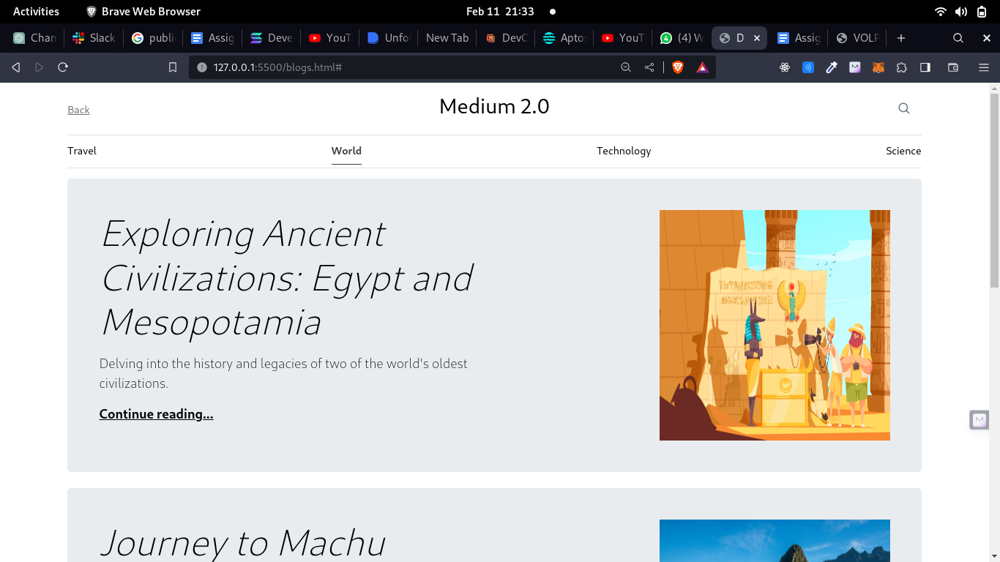 Activities Brave Web Browser Feb 11 21:33
Chan Slack publi Assig Deve YouT Unfo New Tab DevC Aptos YouT (4) W D Assig VOLP
127.0.0.1:5500/blogs.html#
Back Medium 2.0
Travel World Technology Science
Exploring Ancient
Civilizations: Egypt and
Mesopotamia
Delving into the history and legacies of two of the world's oldest
civilizations.
Continue reading...
Journey to Machu